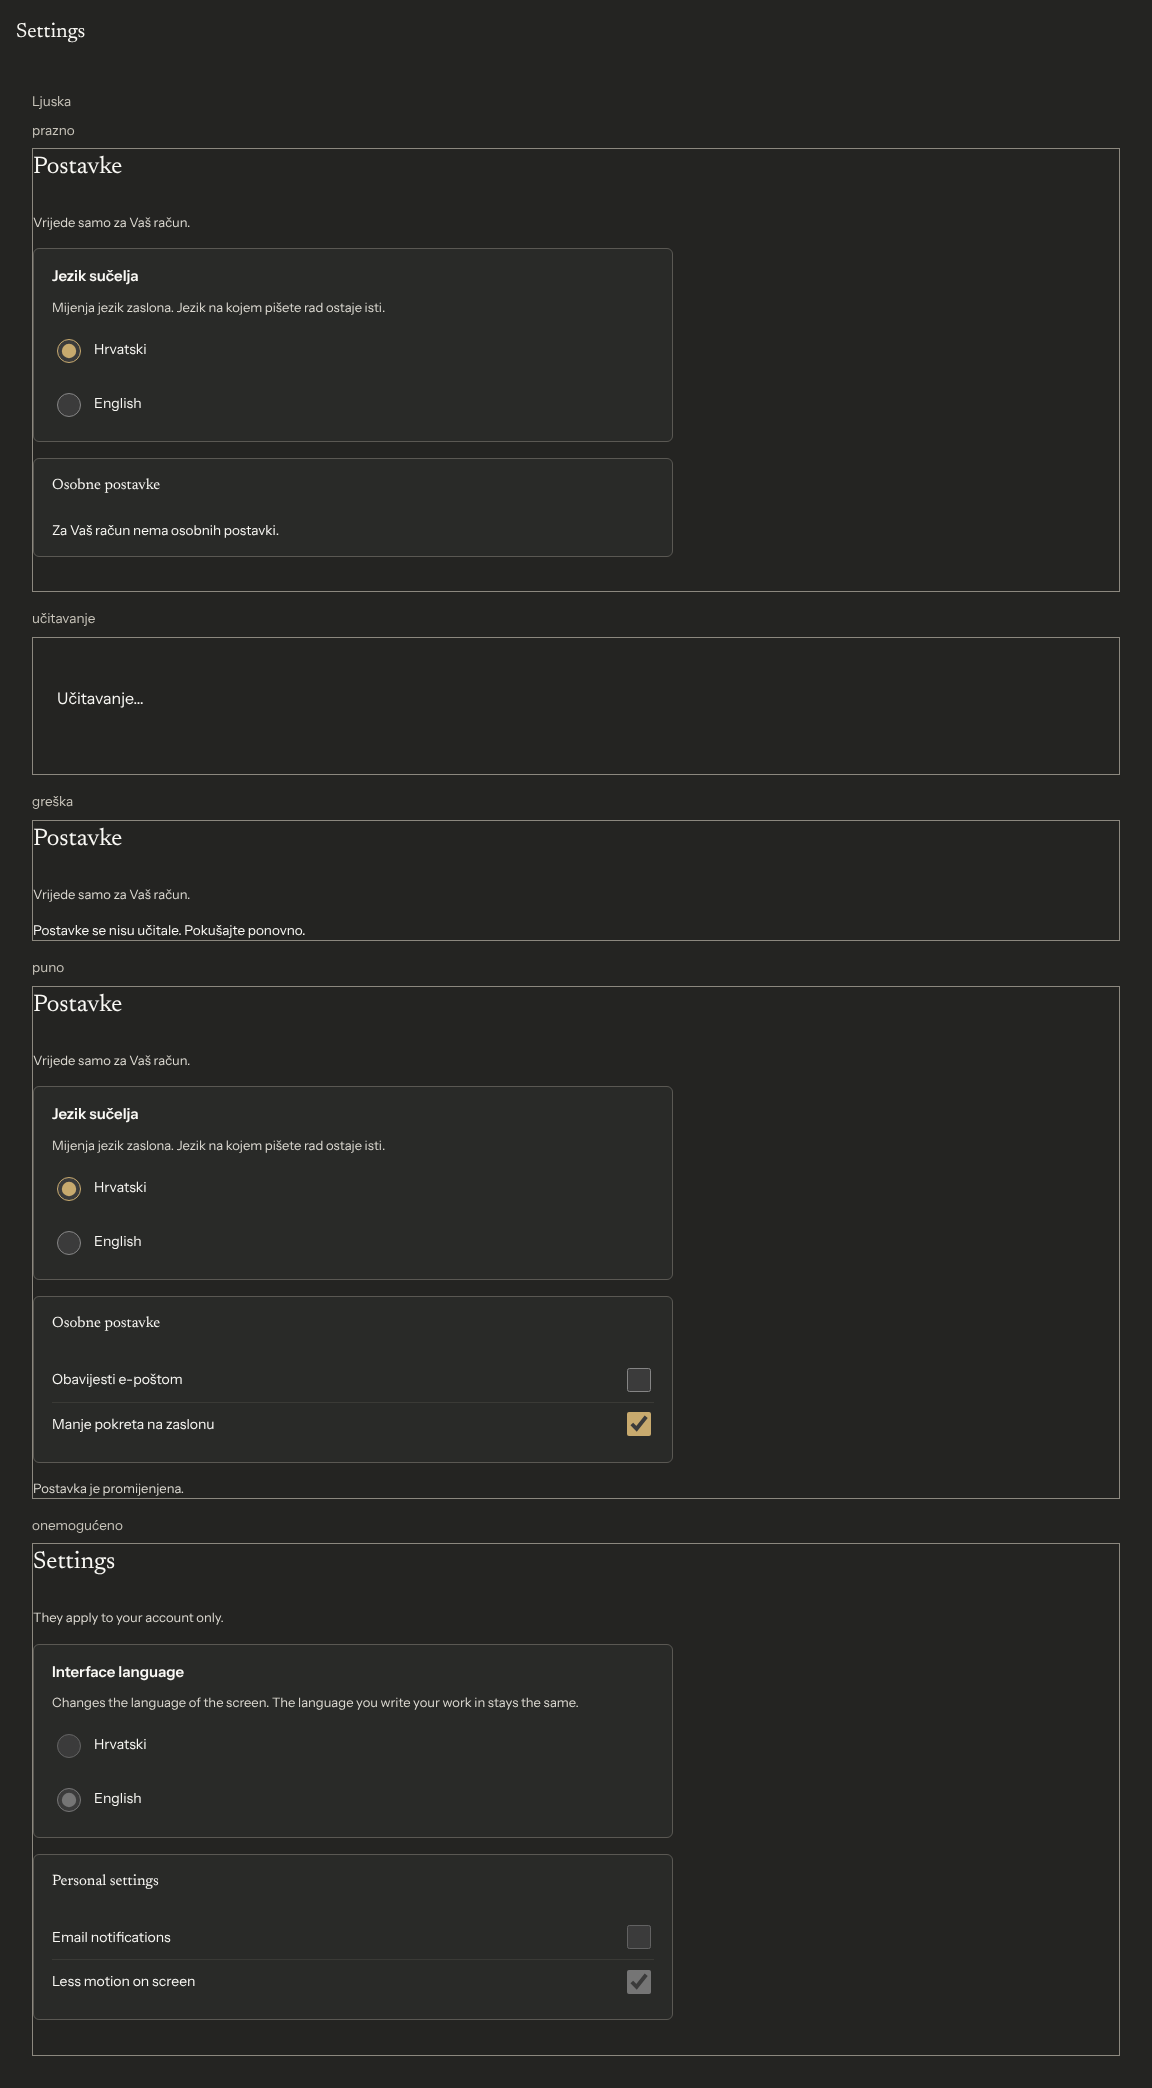 Settings
Ljuska
prazno
Postavke
Vrijede samo za Vaš račun.
Jezik sučelja
Mijenja jezik zaslona. Jezik na kojem pišete rad ostaje isti.
Hrvatski
English
Osobne postavke
Za Vaš račun nema osobnih postavki.
učitavanje
Učitavanje…
greška
Postavke
Vrijede samo za Vaš račun.
Postavke se nisu učitale. Pokušajte ponovno.
puno
Postavke
Vrijede samo za Vaš račun.
Jezik sučelja
Mijenja jezik zaslona. Jezik na kojem pišete rad ostaje isti.
Hrvatski
English
Osobne postavke
Obavijesti e-poštom
Manje pokreta na zaslonu
Postavka je promijenjena.
onemogućeno
Settings
They apply to your account only.
Interface language
Changes the language of the screen. The language you write your work in stays the same.
Hrvatski
English
Personal settings
Email notifications
Less motion on screen